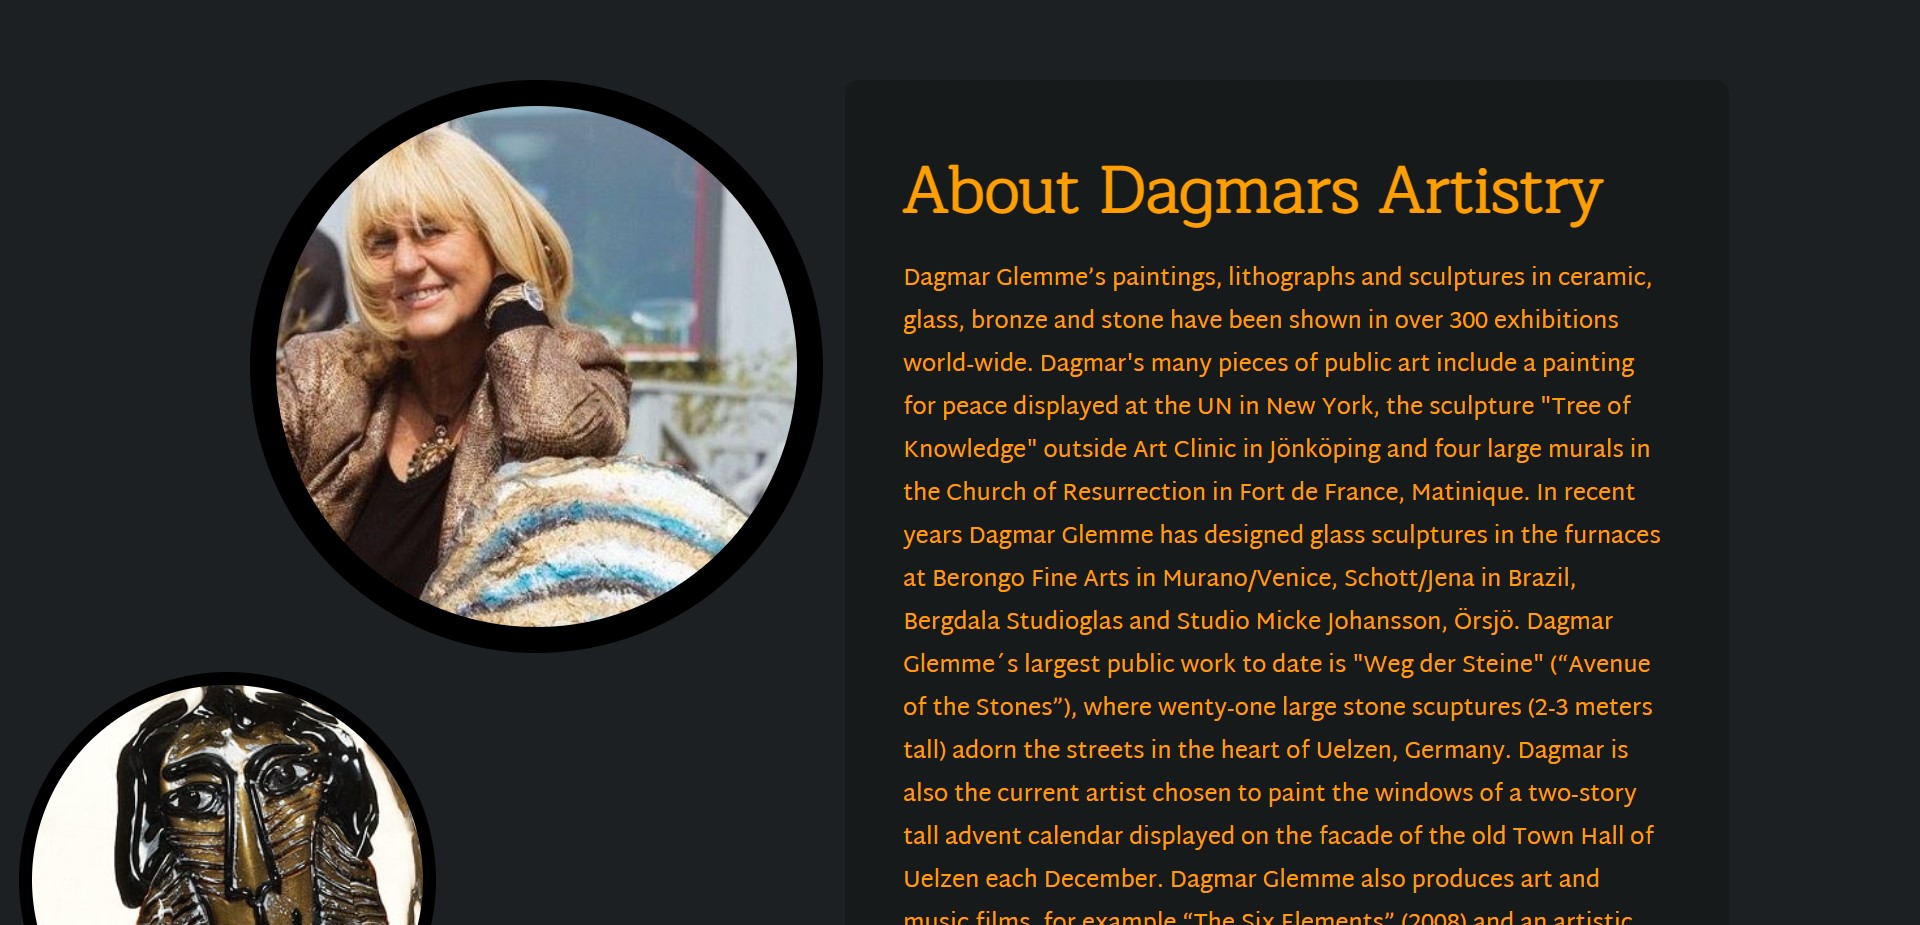 About Dagmars Artistry
Dagmar Glemme’s paintings, lithographs and sculptures in ceramic,
glass, bronze and stone have been shown in over 300 exhibitions
world-wide. Dagmar's many pieces of public art include a painting
for peace displayed at the UN in New York, the sculpture "Tree of
Knowledge" outside Art Clinic in Jönköping and four large murals in
the Church of Resurrection in Fort de France, Matinique. In recent
years Dagmar Glemme has designed glass sculptures in the furnaces
at Berongo Fine Arts in Murano/Venice, Schott/Jena in Brazil,
Bergdala Studioglas and Studio Micke Johansson, Örsjö. Dagmar
Glemme´s largest public work to date is "Weg der Steine" (“Avenue
of the Stones”), where wenty-one large stone scuptures (2-3 meters
tall) adorn the streets in the heart of Uelzen, Germany. Dagmar is
also the current artist chosen to paint the windows of a two-story
tall advent calendar displayed on the facade of the old Town Hall of
Uelzen each December. Dagmar Glemme also produces art and
music films, for example “The Six Elements” (2008) and an artistic